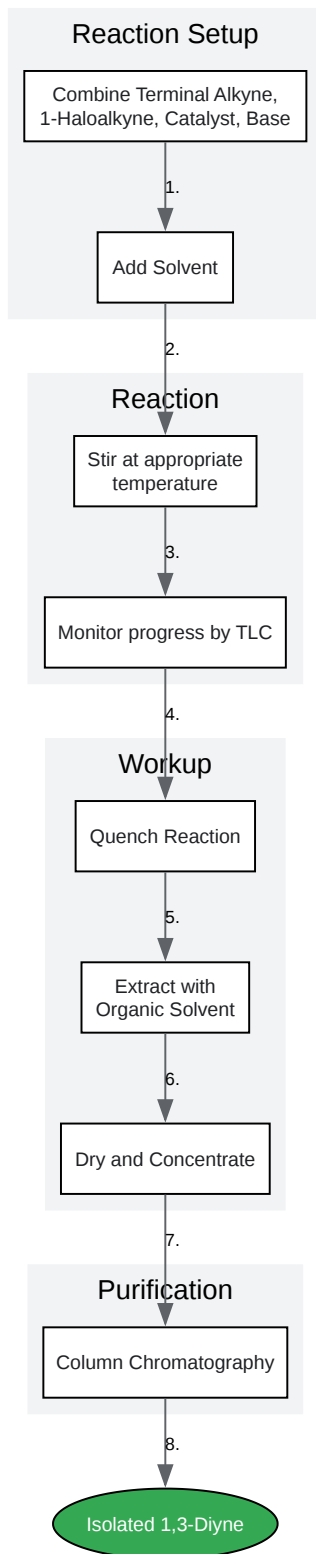 Reaction Setup
Combine Terminal Alkyne,
1-Haloalkyne, Catalyst, Base
1.
Add Solvent
2.
Reaction
Stir at appropriate
temperature
3.
Monitor progress by TLC
4.
Workup
Quench Reaction
5.
Extract with
Organic Solvent
6.
Dry and Concentrate
7.
Purification
Column Chromatography
8.
Isolated 1,3-Diyne